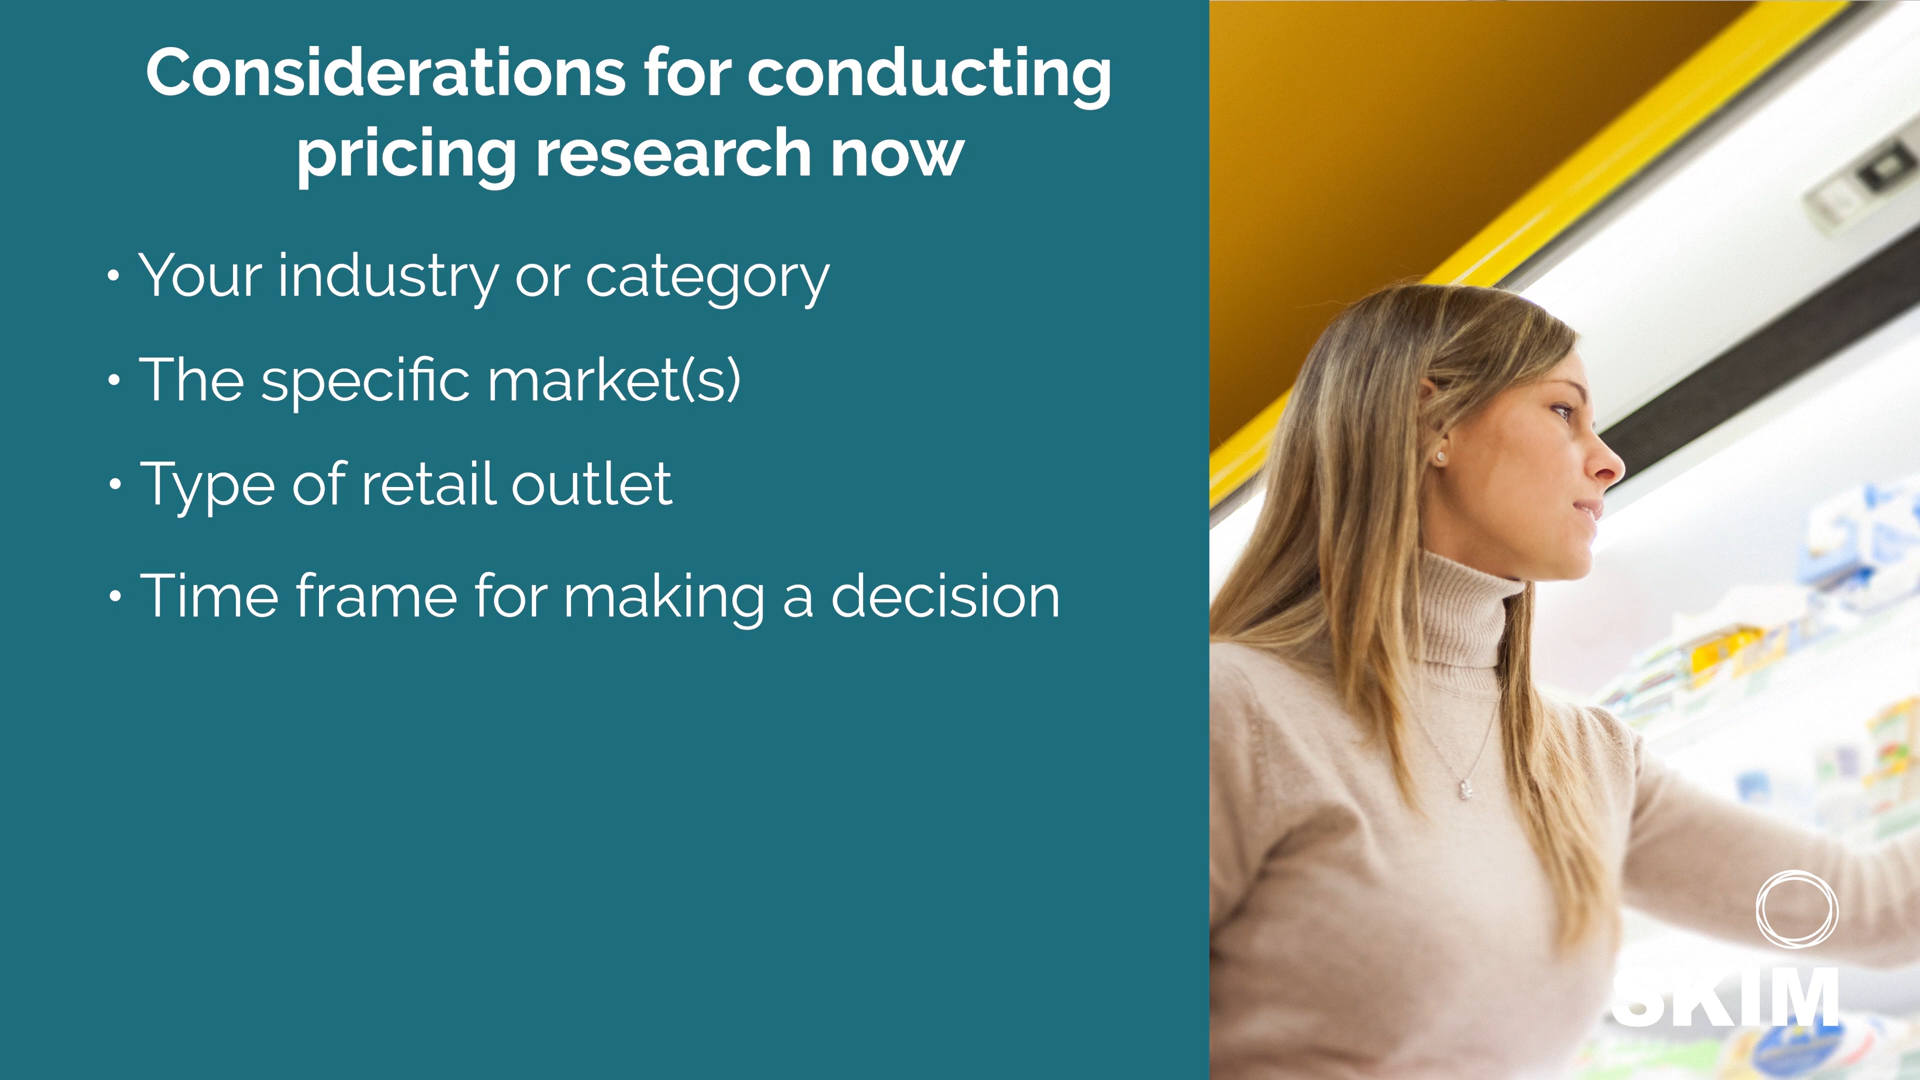 Considerations for conducting
pricing research now
• Your industry or category
• The specific market(s)
• Type of retail outlet
• Time frame for making a decision
SKIM